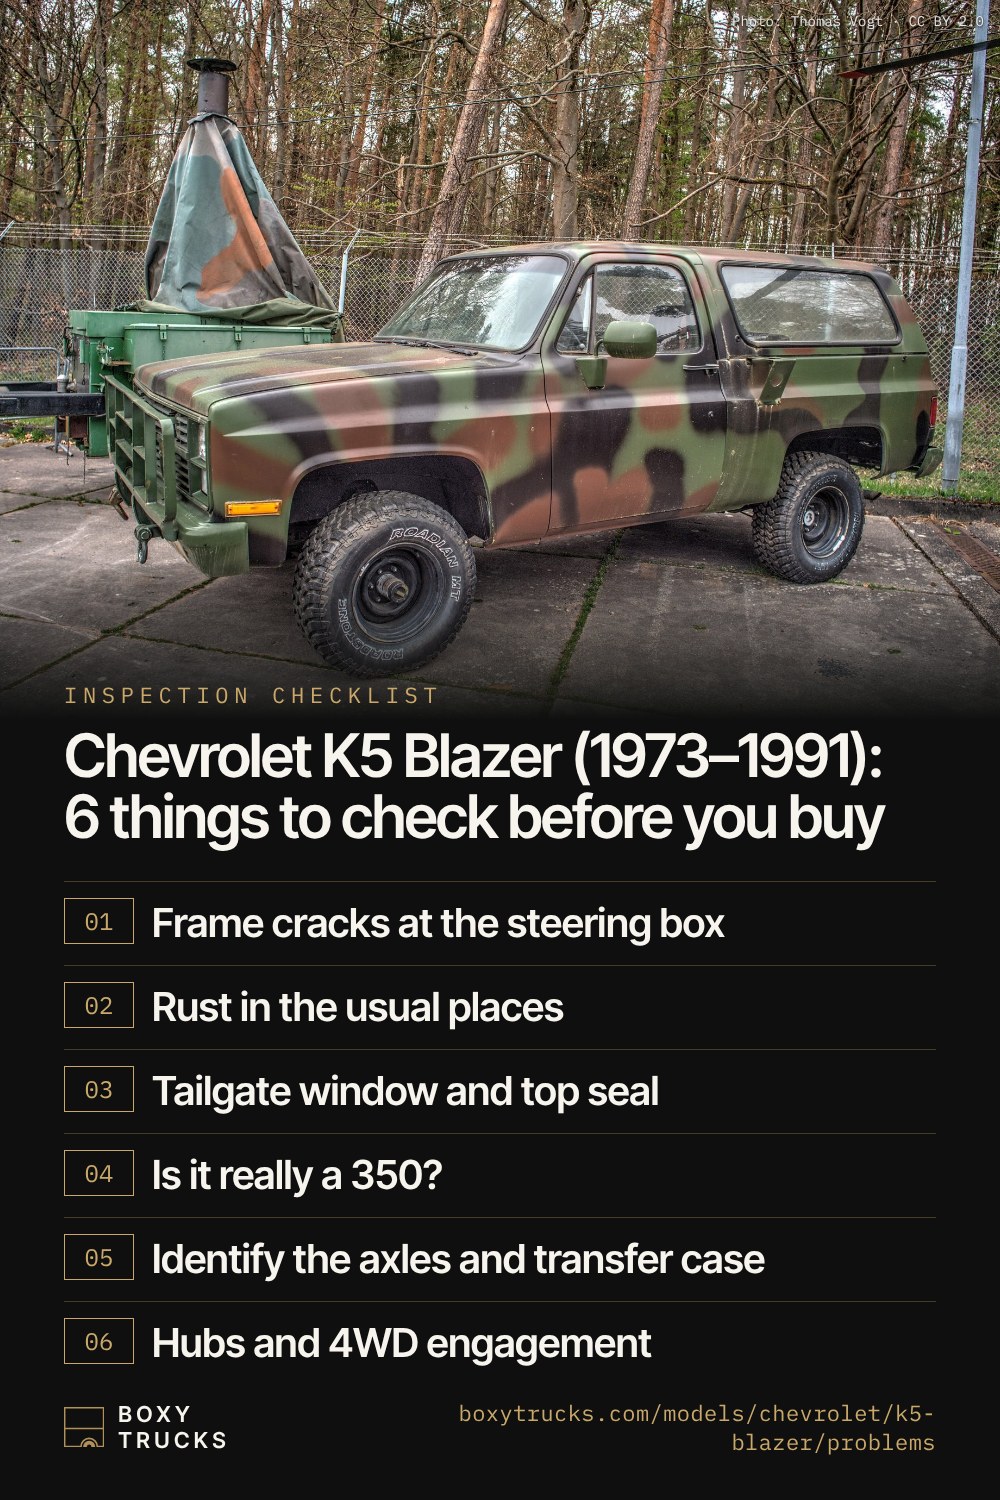 Photo: Thomas Vogt · CC BY 2.0
ROADIAN MT
ROADSTONE
INSPECTION CHECKLIST
Chevrolet K5 Blazer (1973–1991):
6 things to check before you buy
01 Frame cracks at the steering box
02 Rust in the usual places
03 Tailgate window and top seal
04 Is it really a 350?
05 Identify the axles and transfer case
06 Hubs and 4WD engagement
BOXY
TRUCKS
boxytrucks.com/models/chevrolet/k5-
blazer/problems